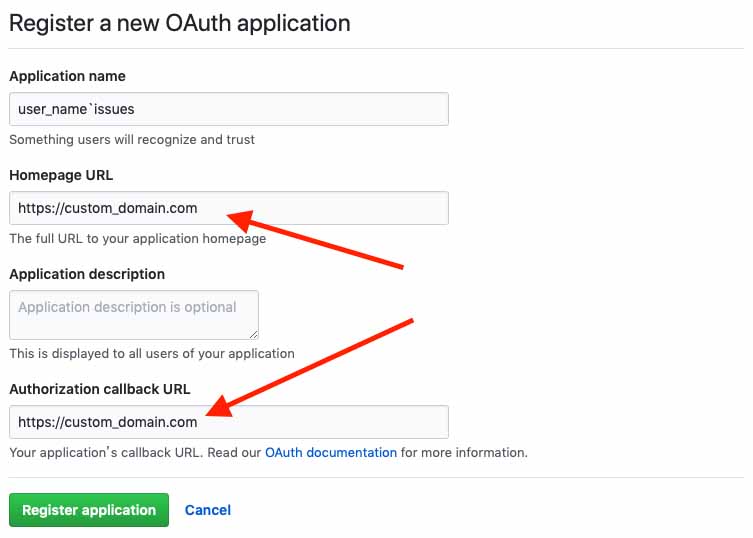 Register a new OAuth application
Application name
user_name`issues
Something users will recognize and trust
Homepage URL
https://custom_domain.com
The full URL to your application homepage
Application description
Application description is optional
This is displayed to all users of your application
Authorization callback URL
https://custom_domain.com
Your application's callback URL. Read our OAuth documentation for more information.
Register application Cancel